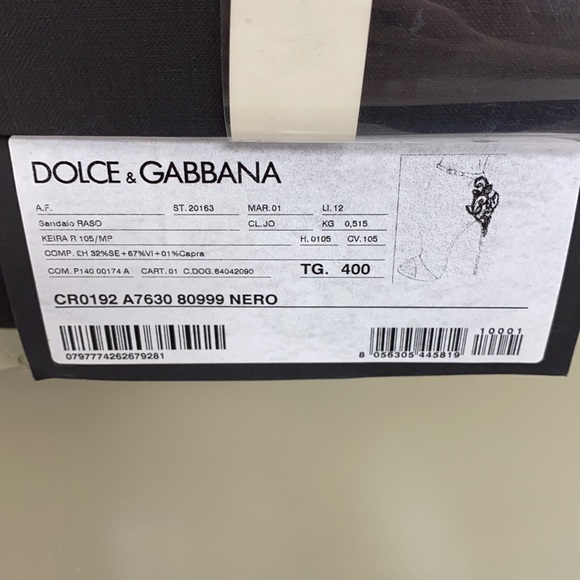 DOLCE & GABBANA
A.F. ST. 20163 MAR. 01 LI. 12
Sandalo RASO CL. JO KG 0,515
KEIRA R 105/MP H. 0105 CV. 105
COMP. CH 32%SE+67%VI+01%Capra
COM. P140 00174 A CART. 01 C.DOG. 64042090 TG. 400
CR0192 A7630 80999 NERO
10001
0797774262679281 8 056305 445819